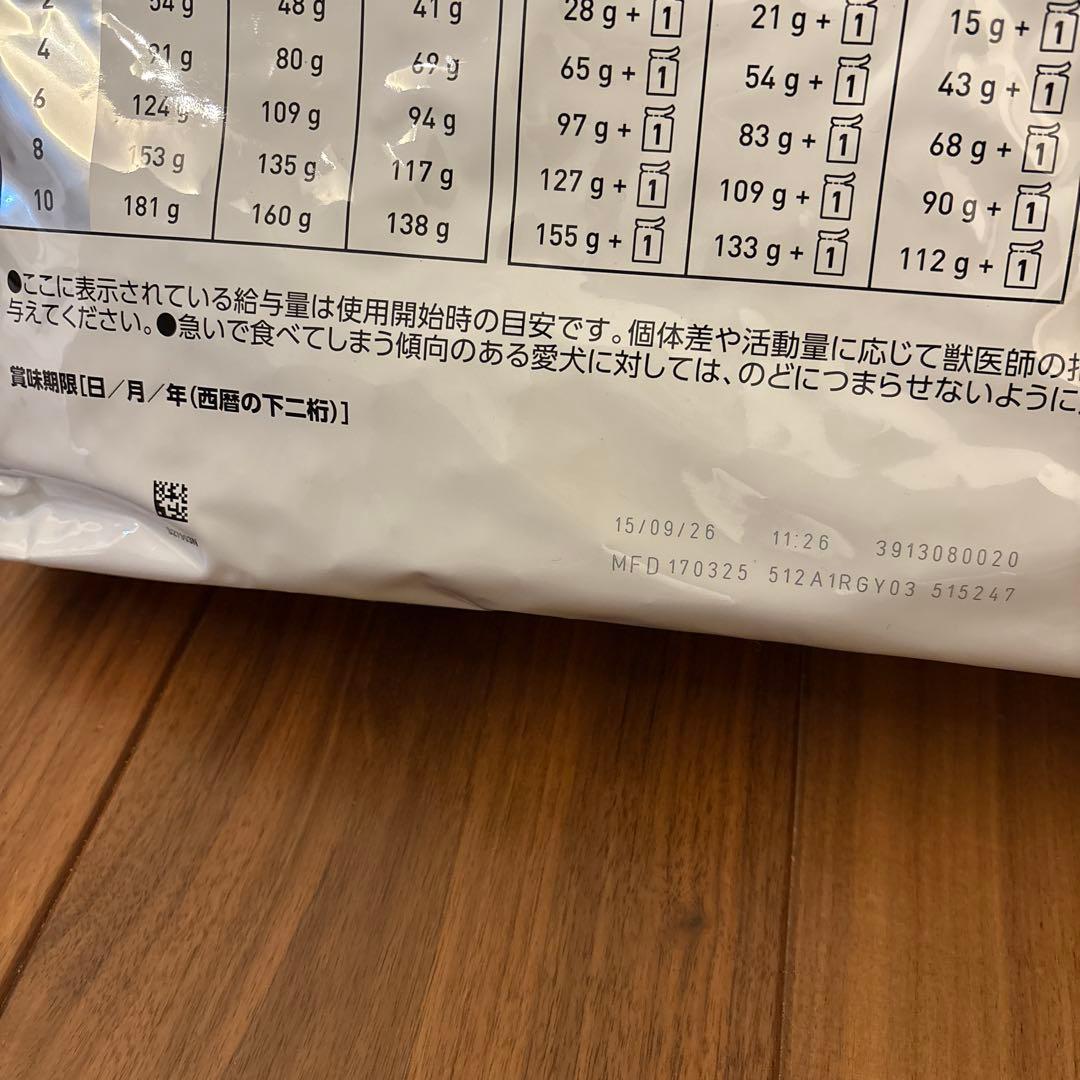 2 54 g 48 g 41 g 28 g + 1 21 g + 1 15 g + 1
4 91 g 80 g 69 g 65 g + 1 54 g + 1 43 g + 1
6 124 g 109 g 94 g 97 g + 1 83 g + 1 68 g + 1
8 153 g 135 g 117 g 127 g + 1 109 g + 1 90 g + 1
10 181 g 160 g 138 g 155 g + 1 133 g + 1 112 g + 1
●ここに表示されている給与量は使用開始時の目安です。個体差や活動量に応じて獣医師の
与えてください。●急いで食べてしまう傾向のある愛犬に対しては、のどにつまらせないように
賞味期限[日/月/年(西暦の下二桁)]
15/09/26 11:26 3913080020
MFD 170325 512A1RGY03 515247